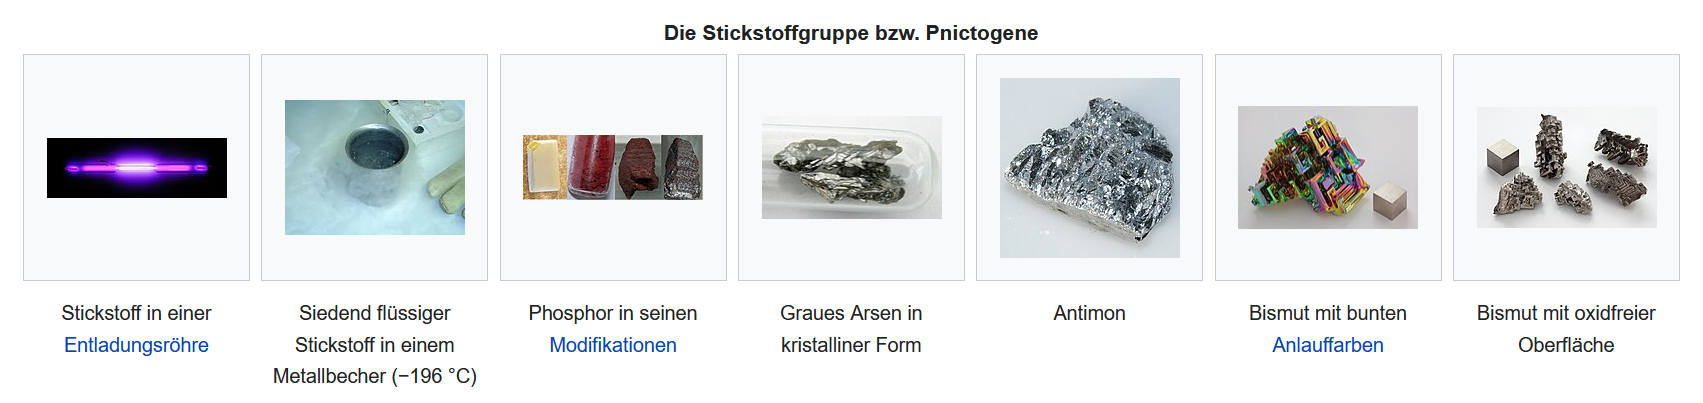 Die Stickstoffgruppe bzw. Pnictogene
Stickstoff in einer
Entladungsröhre
Siedend flüssiger
Stickstoff in einem
Metallbecher (−196 °C)
Phosphor in seinen
Modifikationen
Graues Arsen in
kristalliner Form
Antimon
Bismut mit bunten
Anlauffarben
Bismut mit oxidfreier
Oberfläche